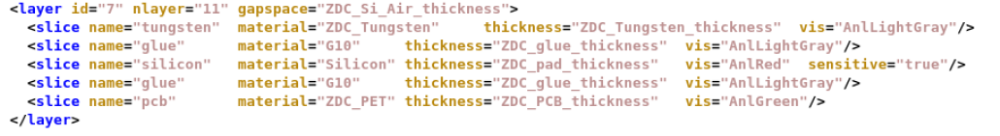 <layer id="7" nlayer="11" gapspace="ZDC_Si_Air_thickness">
  <slice name="tungsten"  material="ZDC_Tungsten"     thickness="ZDC_Tungsten_thickness"  vis="AnlLightGray"/>
  <slice name="glue"      material="G10"     thickness="ZDC_glue_thickness"  vis="AnlLightGray"/>
  <slice name="silicon"   material="Silicon" thickness="ZDC_pad_thickness"   vis="AnlRed"  sensitive="true"/>
  <slice name="glue"      material="G10"     thickness="ZDC_glue_thickness"  vis="AnlLightGray"/>
  <slice name="pcb"       material="ZDC_PET" thickness="ZDC_PCB_thickness"   vis="AnlGreen"/>
</layer>